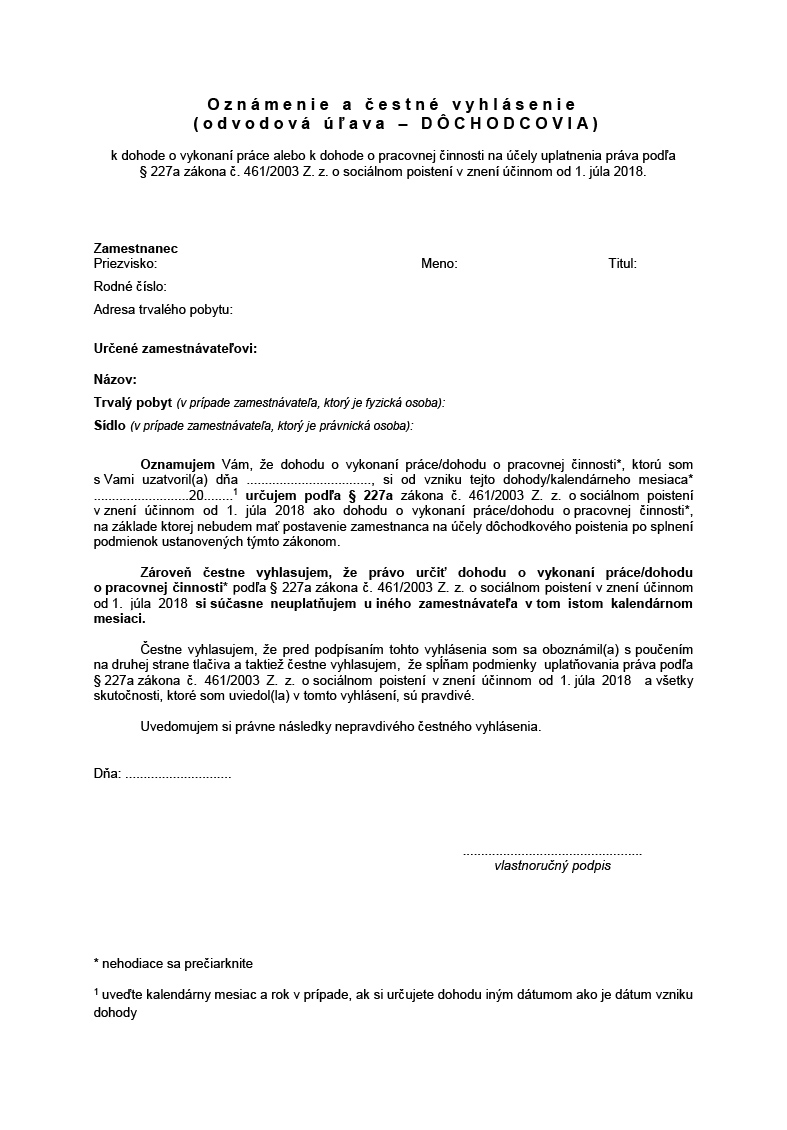 Oznámenie a čestné vyhlásenie
(odvodová úľava – DÔCHODCOVIA)
k dohode o vykonaní práce alebo k dohode o pracovnej činnosti na účely uplatnenia práva podľa
§ 227a zákona č. 461/2003 Z. z. o sociálnom poistení v znení účinnom od 1. júla 2018.
Zamestnanec
Priezvisko: Meno: Titul:
Rodné číslo:
Adresa trvalého pobytu:
Určené zamestnávateľovi:
Názov:
Trvalý pobyt (v prípade zamestnávateľa, ktorý je fyzická osoba):
Sídlo (v prípade zamestnávateľa, ktorý je právnická osoba):
Oznamujem Vám, že dohodu o vykonaní práce/dohodu o pracovnej činnosti*, ktorú som
s Vami uzatvoril(a) dňa .................................., si od vzniku tejto dohody/kalendárneho mesiaca*
..........................20........¹ určujem podľa § 227a zákona č. 461/2003 Z. z. o sociálnom poistení
v znení účinnom od 1. júla 2018 ako dohodu o vykonaní práce/dohodu o pracovnej činnosti*,
na základe ktorej nebudem mať postavenie zamestnanca na účely dôchodkového poistenia po splnení
podmienok ustanovených týmto zákonom.
Zároveň čestne vyhlasujem, že právo určiť dohodu o vykonaní práce/dohodu
o pracovnej činnosti* podľa § 227a zákona č. 461/2003 Z. z. o sociálnom poistení v znení účinnom
od 1. júla 2018 si súčasne neuplatňujem u iného zamestnávateľa v tom istom kalendárnom
mesiaci.
Čestne vyhlasujem, že pred podpísaním tohto vyhlásenia som sa oboznámil(a) s poučením
na druhej strane tlačiva a taktiež čestne vyhlasujem, že spĺňam podmienky uplatňovania práva podľa
§ 227a zákona č. 461/2003 Z. z. o sociálnom poistení v znení účinnom od 1. júla 2018 a všetky
skutočnosti, ktoré som uviedol(la) v tomto vyhlásení, sú pravdivé.
Uvedomujem si právne následky nepravdivého čestného vyhlásenia.
Dňa: .............................
.................................................
vlastnoručný podpis
* nehodiace sa prečiarknite
¹ uveďte kalendárny mesiac a rok v prípade, ak si určujete dohodu iným dátumom ako je dátum vzniku
dohody